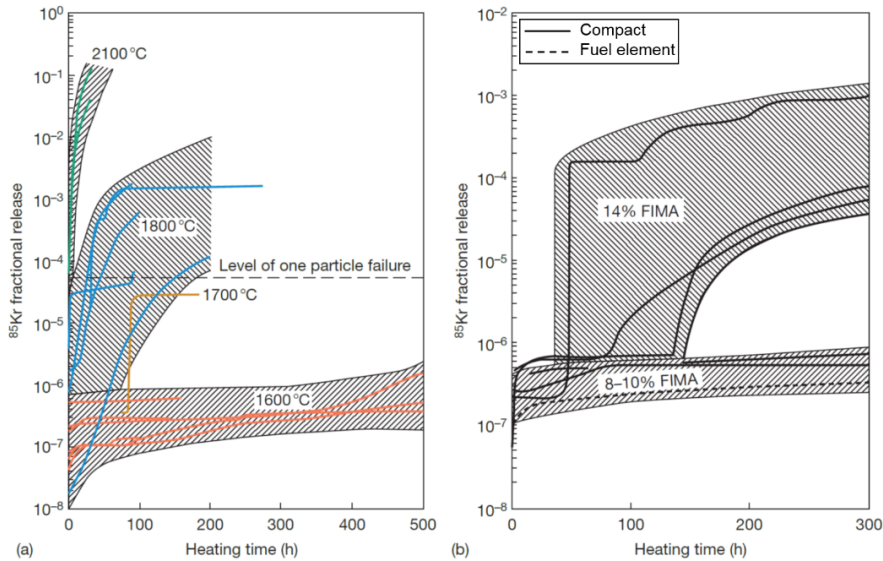 10⁰
10⁻¹
10⁻²
10⁻³
10⁻⁴
10⁻⁵
10⁻⁶
10⁻⁷
10⁻⁸
⁸⁵Kr fractional release
2100 °C
1800 °C
Level of one particle failure
1700 °C
1600 °C
0 100 200 300 400 500
(a) Heating time (h)
10⁻²
10⁻³
10⁻⁴
10⁻⁵
10⁻⁶
10⁻⁷
10⁻⁸
⁸⁵Kr fractional release
Compact
Fuel element
14% FIMA
8–10% FIMA
0 100 200 300
(b) Heating time (h)